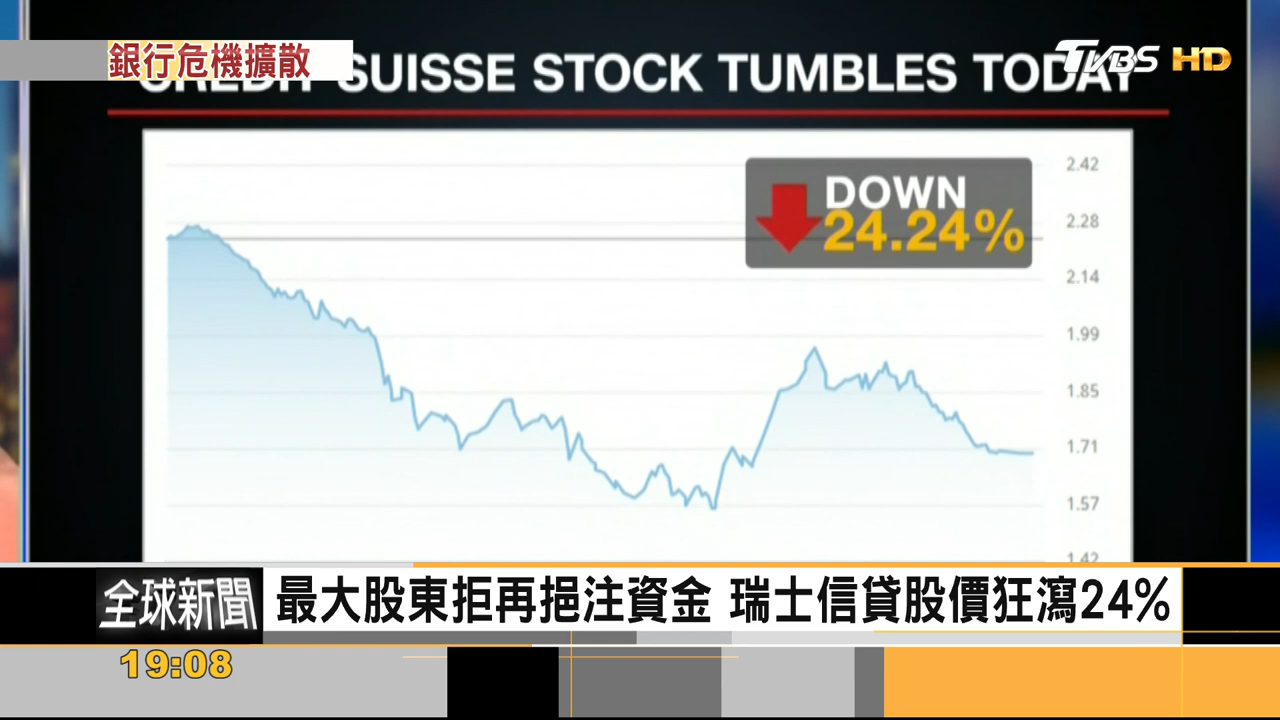 銀行危機擴散
TVBS HD
CREDIT SUISSE STOCK TUMBLES TODAY
DOWN
24.24%
2.42
2.28
2.14
1.99
1.85
1.71
1.57
1.42
全球新聞
最大股東拒再挹注資金 瑞士信貸股價狂瀉24%
19:08